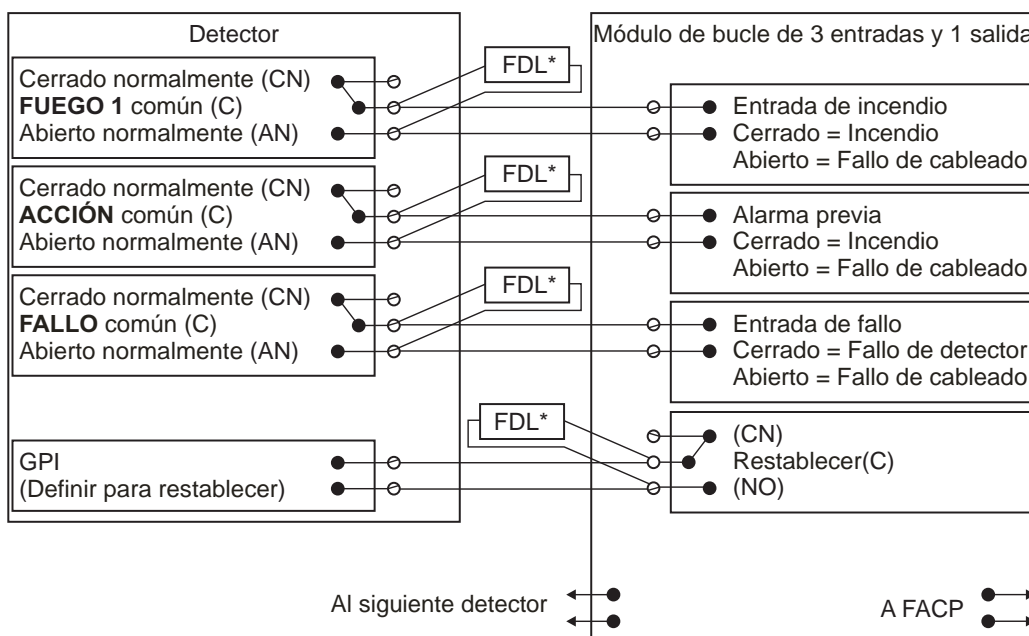 Detector
Módulo de bucle de 3 entradas y 1 salida
Cerrado normalmente (CN)
FUEGO 1 común (C)
Abierto normalmente (AN)
FDL*
Entrada de incendio
Cerrado = Incendio
Abierto = Fallo de cableado
Cerrado normalmente (CN)
ACCIÓN común (C)
Abierto normalmente (AN)
FDL*
Alarma previa
Cerrado = Incendio
Abierto = Fallo de cableado
Cerrado normalmente (CN)
FALLO común (C)
Abierto normalmente (AN)
FDL*
Entrada de fallo
Cerrado = Fallo de detector
Abierto = Fallo de cableado
GPI
(Definir para restablecer)
FDL*
(CN)
Restablecer(C)
(NO)
Al siguiente detector
A FACP